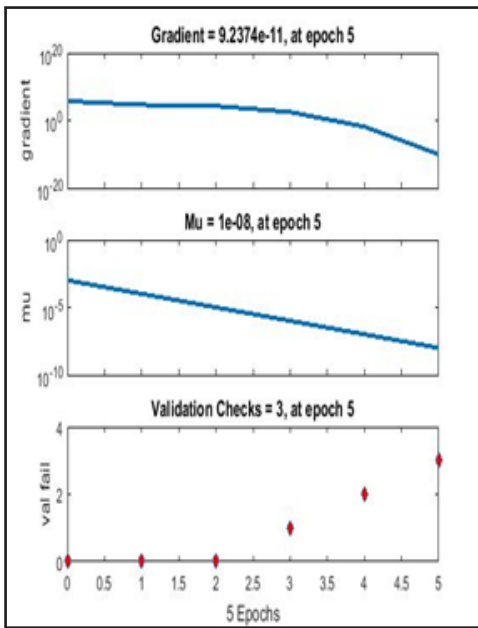 Gradient = 9.2374e-11, at epoch 5
10^20
10^0
10^-20
gradient
Mu = 1e-08, at epoch 5
10^0
10^-5
10^-10
mu
Validation Checks = 3, at epoch 5
4
2
0
val fail
0 0.5 1 1.5 2 2.5 3 3.5 4 4.5 5
5 Epochs